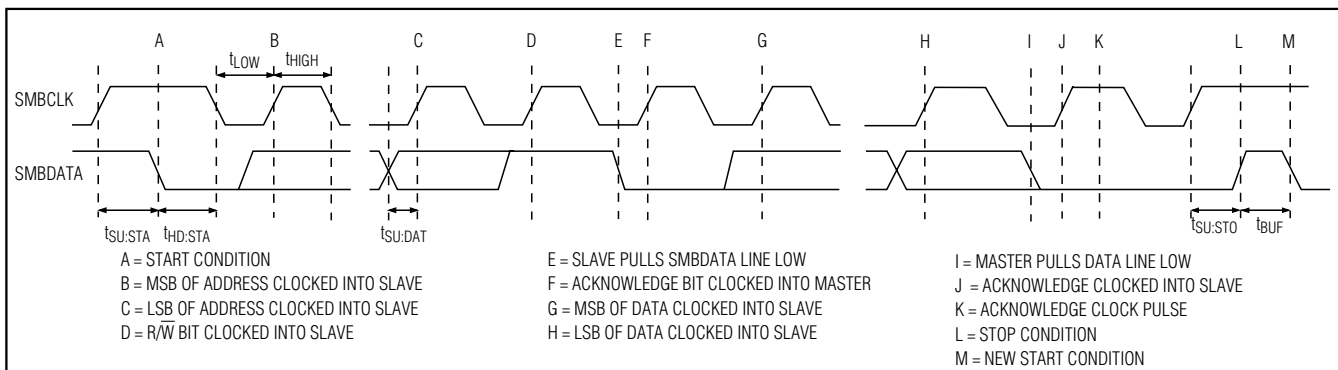 A B C D E F G H I J K L M
tLOW tHIGH
SMBCLK
SMBDATA
tSU:STA tHD:STA tSU:DAT tSU:STO tBUF
A = START CONDITION
B = MSB OF ADDRESS CLOCKED INTO SLAVE
C = LSB OF ADDRESS CLOCKED INTO SLAVE
D = R/W̅ BIT CLOCKED INTO SLAVE
E = SLAVE PULLS SMBDATA LINE LOW
F = ACKNOWLEDGE BIT CLOCKED INTO MASTER
G = MSB OF DATA CLOCKED INTO SLAVE
H = LSB OF DATA CLOCKED INTO SLAVE
I = MASTER PULLS DATA LINE LOW
J = ACKNOWLEDGE CLOCKED INTO SLAVE
K = ACKNOWLEDGE CLOCK PULSE
L = STOP CONDITION
M = NEW START CONDITION